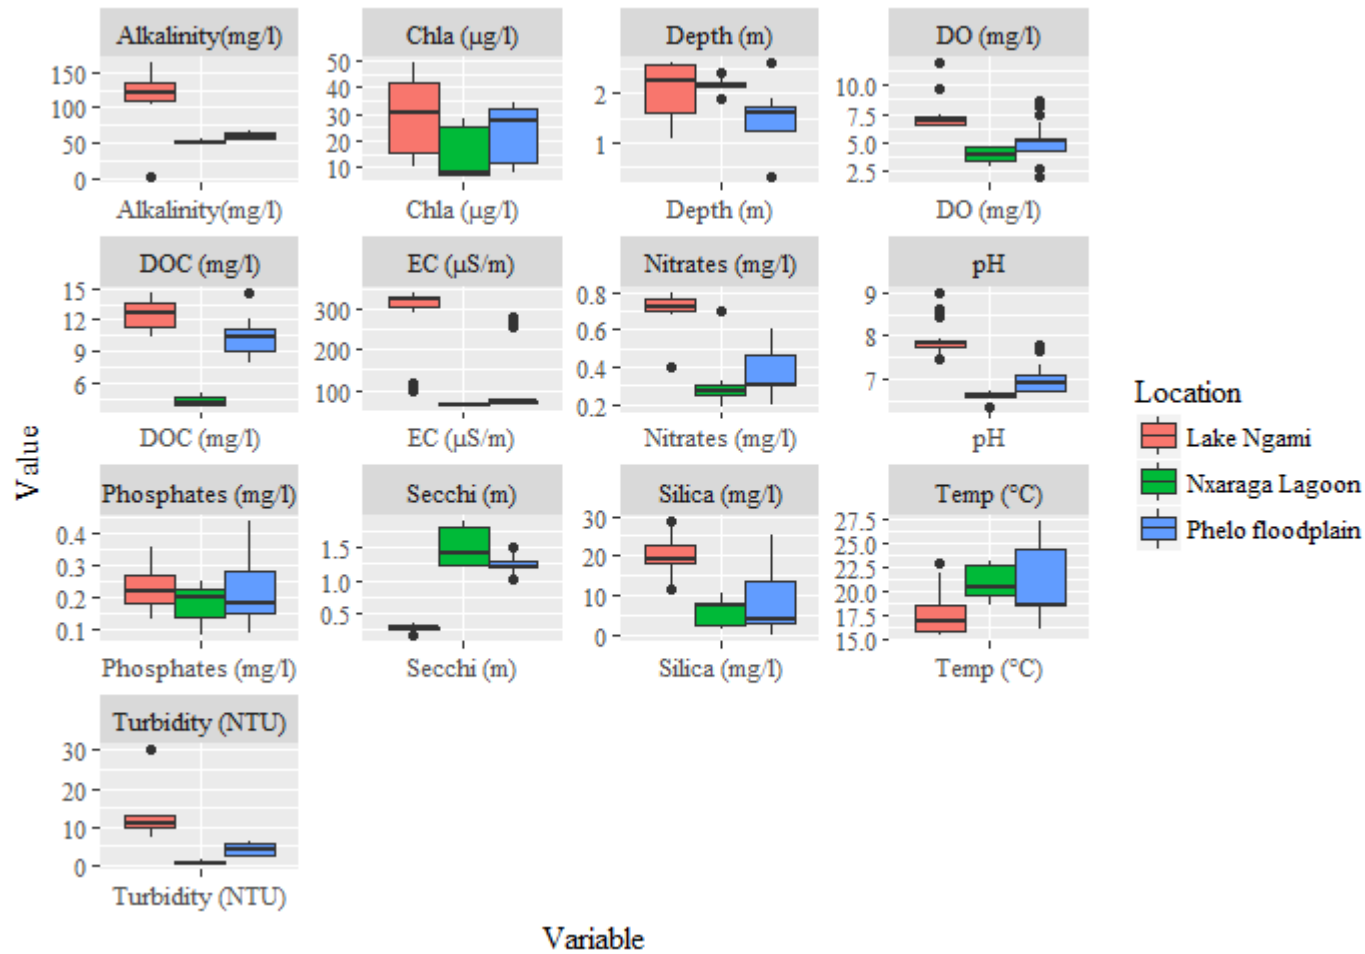 Alkalinity(mg/l) Chla (µg/l) Depth (m) DO (mg/l)
150 100 50 0
50 40 30 20 10
2 1
10.0 7.5 5.0 2.5
Alkalinity(mg/l) Chla (µg/l) Depth (m) DO (mg/l)
DOC (mg/l) EC (µS/m) Nitrates (mg/l) pH
15 12 9 6
300 200 100
0.8 0.6 0.4 0.2
9 8 7
DOC (mg/l) EC (µS/m) Nitrates (mg/l) pH
Phosphates (mg/l) Secchi (m) Silica (mg/l) Temp (°C)
0.4 0.3 0.2 0.1
1.5 1.0 0.5
30 20 10 0
27.5 25.0 22.5 20.0 17.5 15.0
Phosphates (mg/l) Secchi (m) Silica (mg/l) Temp (°C)
Turbidity (NTU)
30 20 10 0
Turbidity (NTU)
Value
Variable
Location
Lake Ngami
Nxaraga Lagoon
Phelo floodplain